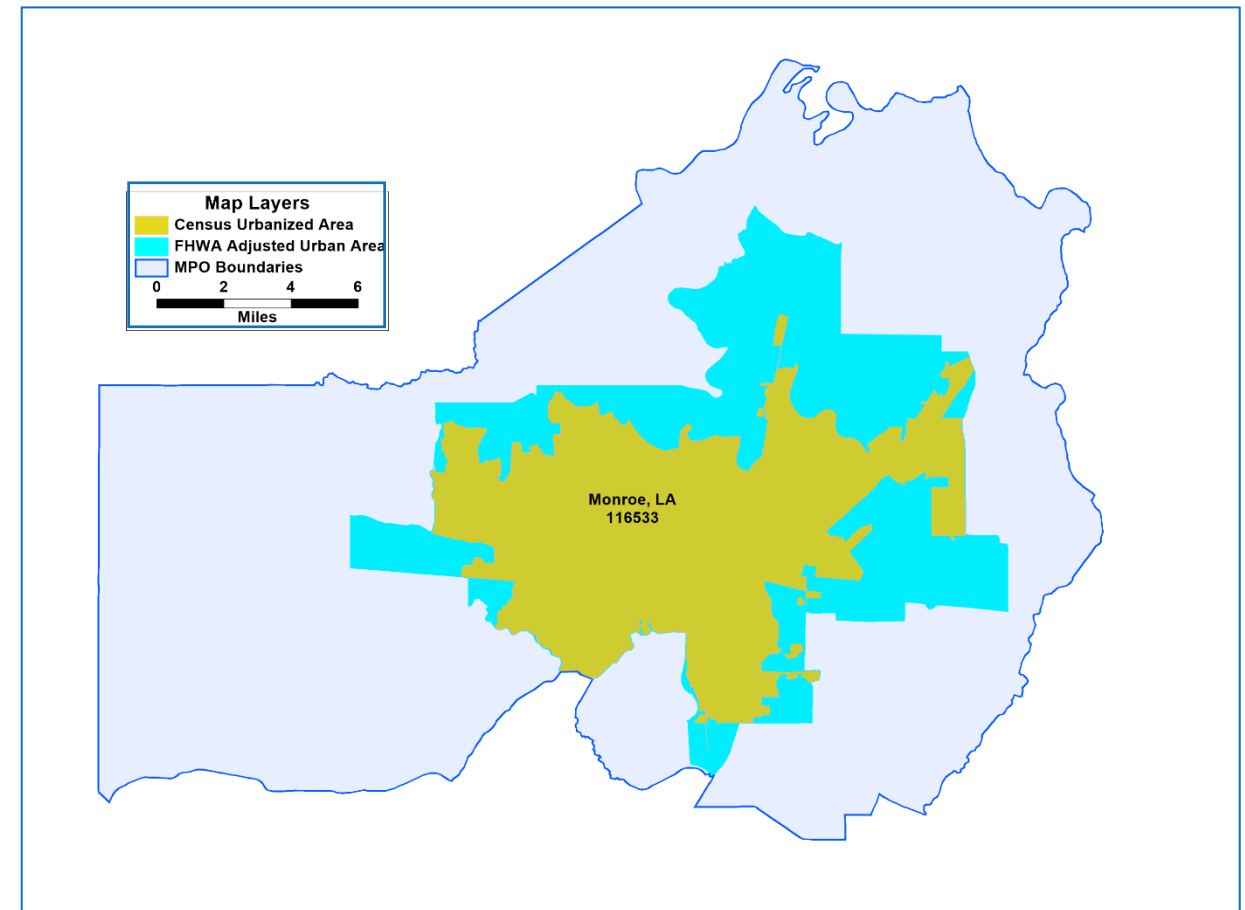 Map Layers
Census Urbanized Area
FHWA Adjusted Urban Area
MPO Boundaries
0 2 4 6
Miles
Monroe, LA
116533